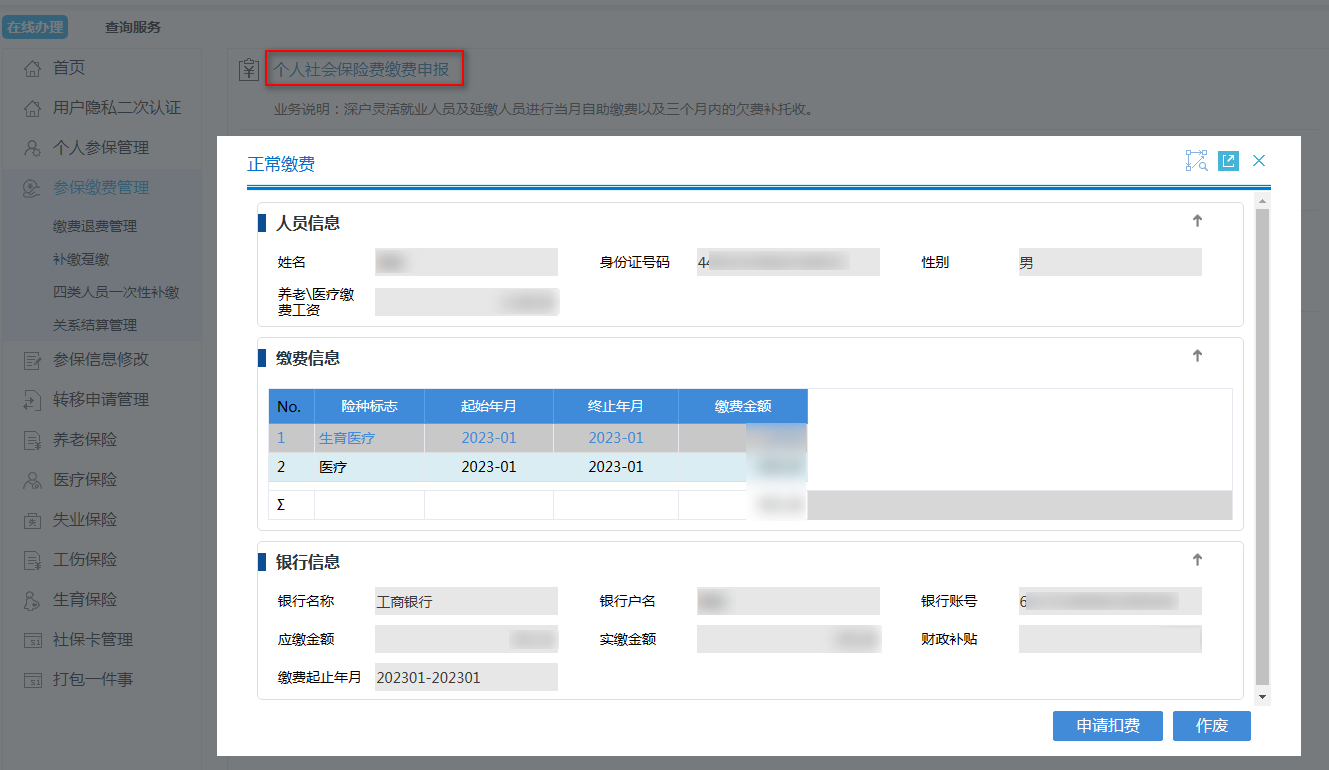 在线办理 查询服务
首页
用户隐私二次认证
个人参保管理
参保缴费管理
缴费退费管理
补缴趸缴
四类人员一次性补缴
关系结算管理
参保信息修改
转移申请管理
养老保险
医疗保险
失业保险
工伤保险
生育保险
社保卡管理
打包一件事
个人社会保险费缴费申报
业务说明：深户灵活就业人员及延缴人员进行当月自助缴费以及三个月内的欠费补托收。
正常缴费
人员信息
姓名 身份证号码 44 性别 男
养老\医疗缴
费工资
缴费信息
No. 险种标志 起始年月 终止年月 缴费金额
1 生育医疗 2023-01 2023-01
2 医疗 2023-01 2023-01
Σ
银行信息
银行名称 工商银行 银行户名 银行账号 6
应缴金额 实缴金额 财政补贴
缴费起止年月 202301-202301
申请扣费 作废